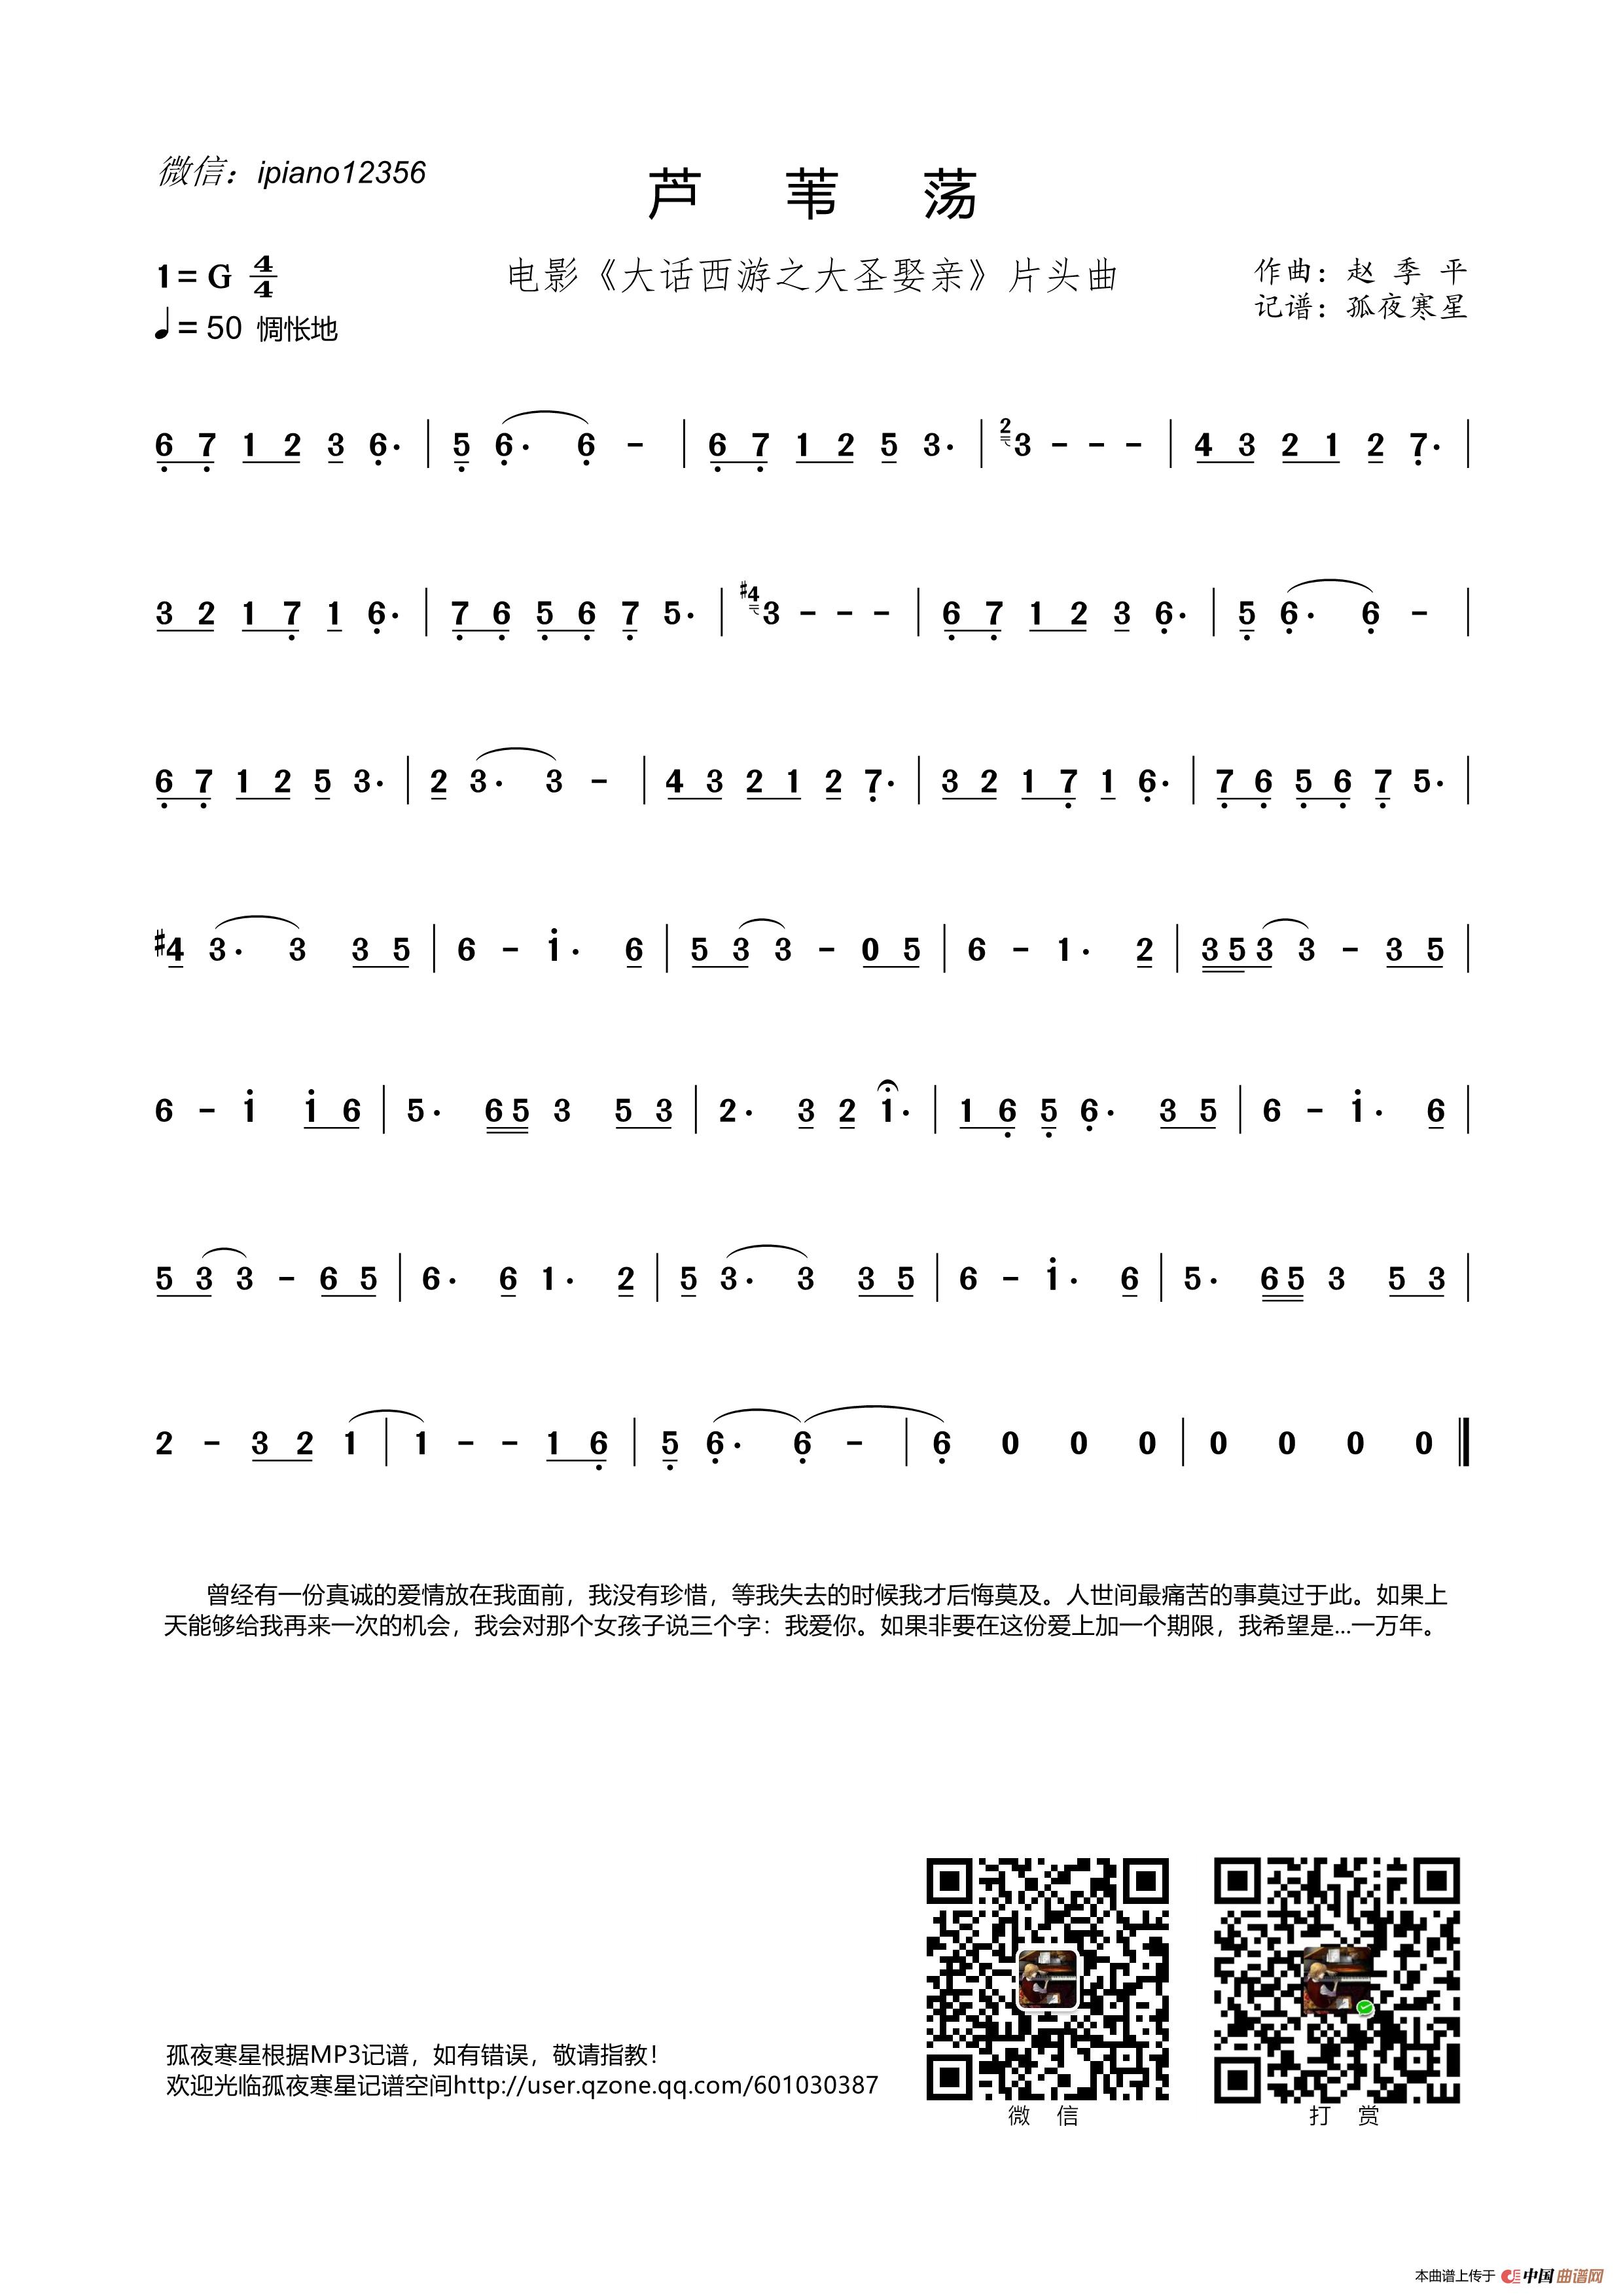 微信：ipiano12356
芦 苇 荡
1=G 4/4
电影《大话西游之大圣娶亲》片头曲
作曲：赵 季 平
记谱：孤夜寒星
♩=50 惆怅地
6̣ 7̣ 1 2 3 6̣· | 5̣ 6̣· 6̣ - | 6̣ 7̣ 1 2 5 3· | 2 3 - - - | 4 3 2 1 2 7̣· |
3 2 1 7̣ 1 6̣· | 7̣ 6̣ 5̣ 6̣ 7̣ 5· | #4 3 - - - | 6̣ 7̣ 1 2 3 6̣· | 5̣ 6̣· 6̣ - |
6̣ 7̣ 1 2 5 3· | 2 3· 3 - | 4 3 2 1 2 7̣· | 3 2 1 7̣ 1 6̣· | 7̣ 6̣ 5̣ 6̣ 7̣ 5· |
#4 3· 3 3 5 | 6 - 1̇· 6 | 5 3 3 - 0 5 | 6 - 1· 2 | 3 5 3 3 - 3 5 |
6 - 1̇ 1̇ 6 | 5· 6 5 3 5 3 | 2· 3 2 1̇· | 1 6̣ 5̣ 6̣· 3 5 | 6 - 1̇· 6 |
5 3 3 - 6 5 | 6· 6 1· 2 | 5 3· 3 3 5 | 6 - 1̇· 6 | 5· 6 5 3 5 3 |
2 - 3 2 1 | 1 - - 1 6̣ | 5̣ 6̣· 6̣ - | 6̣ 0 0 0 | 0 0 0 0 ‖
曾经有一份真诚的爱情放在我面前，我没有珍惜，等我失去的时候我才后悔莫及。人世间最痛苦的事莫过于此。如果上
天能够给我再来一次的机会，我会对那个女孩子说三个字：我爱你。如果非要在这份爱上加一个期限，我希望是...一万年。
孤夜寒星根据MP3记谱，如有错误，敬请指教！
欢迎光临孤夜寒星记谱空间http://user.qzone.qq.com/601030387
微 信
打 赏
本曲谱上传于 中国曲谱网